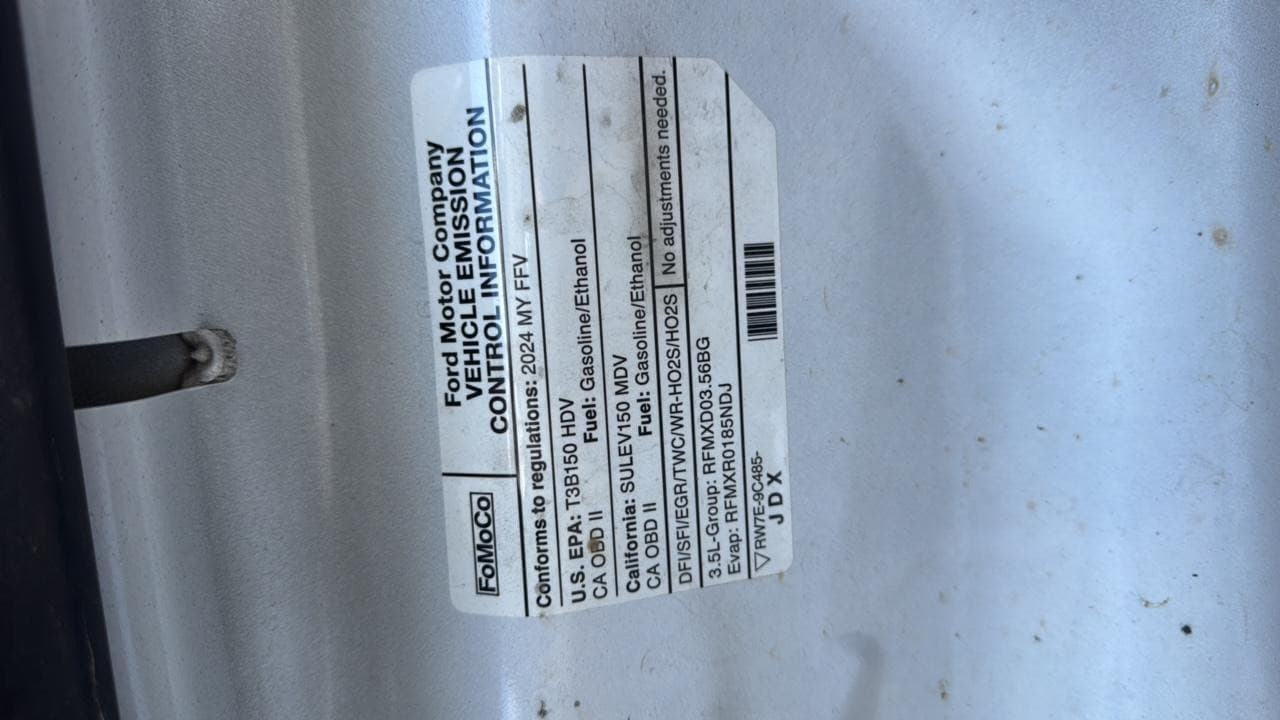 FoMoCo
Ford Motor Company
VEHICLE EMISSION
CONTROL INFORMATION
Conforms to regulations: 2024 MY FFV
U.S. EPA: T3B150 HDV
CA OBD II Fuel: Gasoline/Ethanol
California: SULEV150 MDV
CA OBD II Fuel: Gasoline/Ethanol
DFI/SFI/EGR/TWC/WR-HO2S/HO2S No adjustments needed.
3.5L-Group: RFMXD03.56BG
Evap: RFMXR0185NDJ
▽RW7E-9C485-
JDX